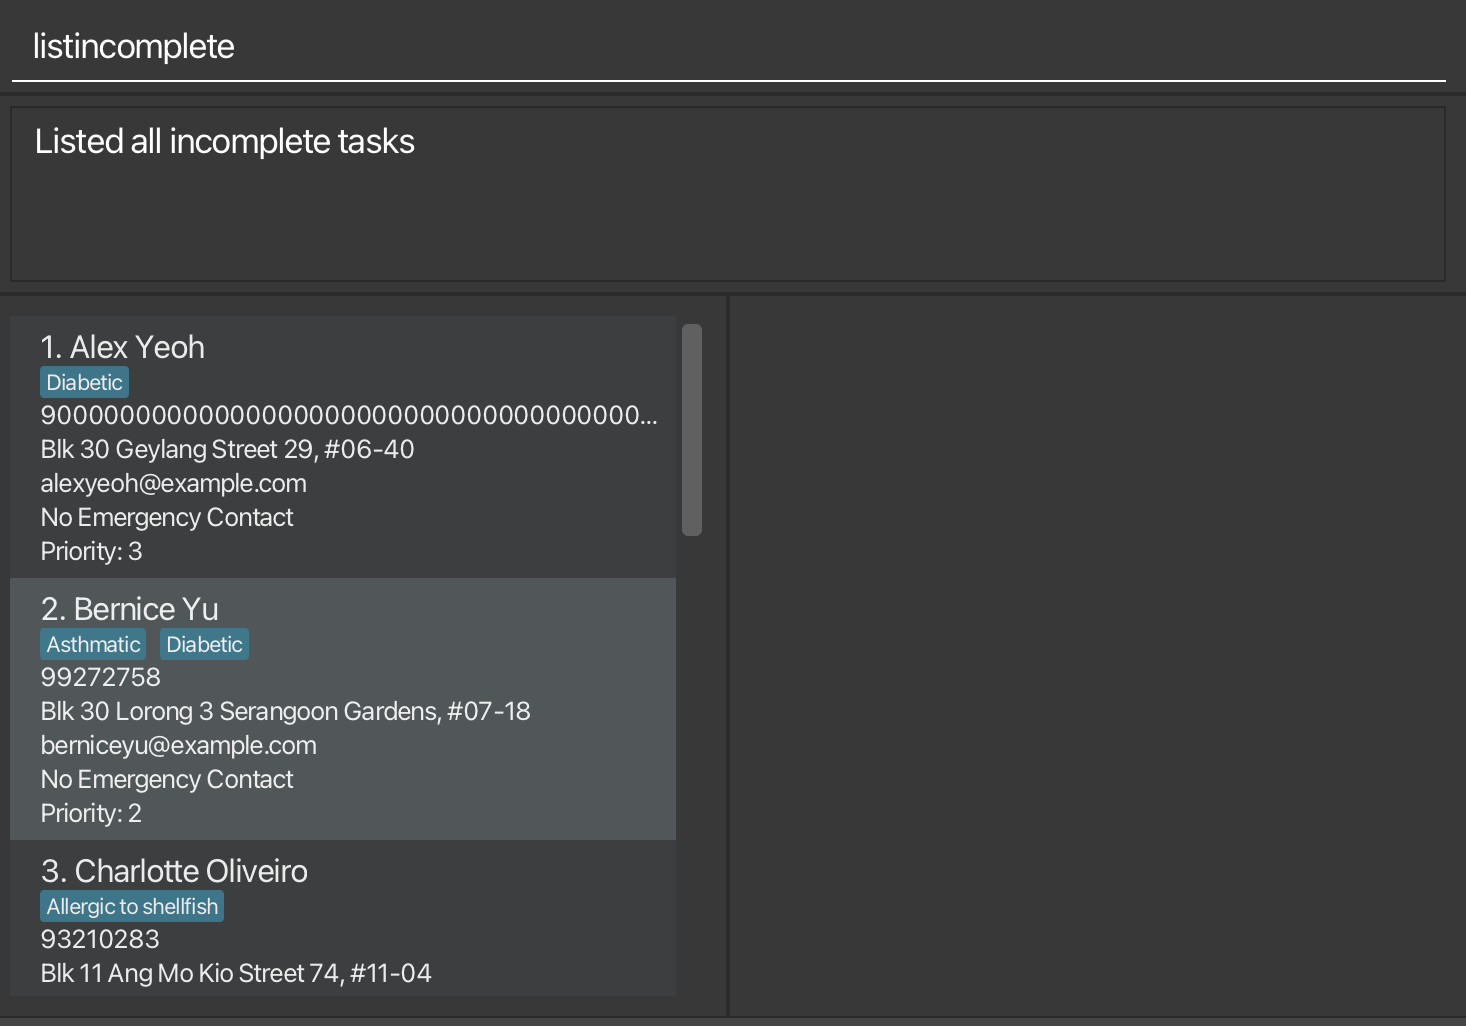 listincomplete
Listed all incomplete tasks
1. Alex Yeoh
Diabetic
900000000000000000000000000000000000000...
Blk 30 Geylang Street 29, #06-40
alexyeoh@example.com
No Emergency Contact
Priority: 3
2. Bernice Yu
Asthmatic Diabetic
99272758
Blk 30 Lorong 3 Serangoon Gardens, #07-18
berniceyu@example.com
No Emergency Contact
Priority: 2
3. Charlotte Oliveiro
Allergic to shellfish
93210283
Blk 11 Ang Mo Kio Street 74, #11-04